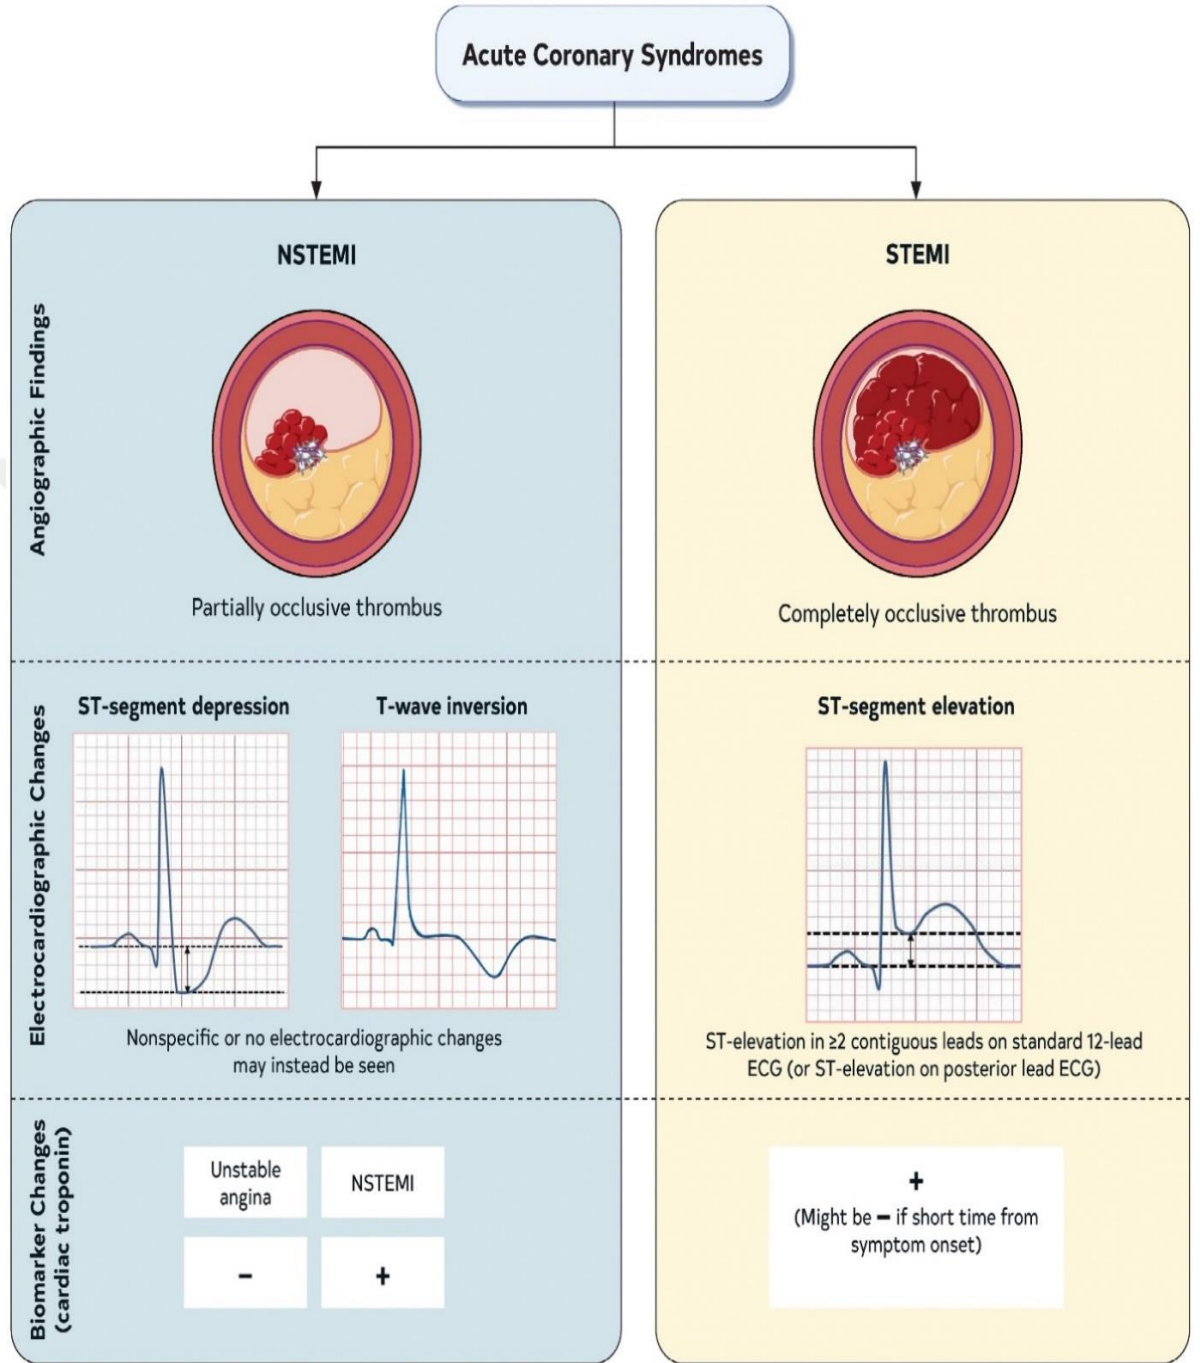 Acute Coronary Syndromes
NSTEMI
STEMI
Angiographic Findings
Partially occlusive thrombus
Completely occlusive thrombus
Electrocardiographic Changes
ST-segment depression
T-wave inversion
ST-segment elevation
Nonspecific or no electrocardiographic changes
may instead be seen
ST-elevation in ≥2 contiguous leads on standard 12-lead
ECG (or ST-elevation on posterior lead ECG)
Biomarker Changes
(cardiac troponin)
Unstable
angina
NSTEMI
–
+
+
(Might be – if short time from
symptom onset)